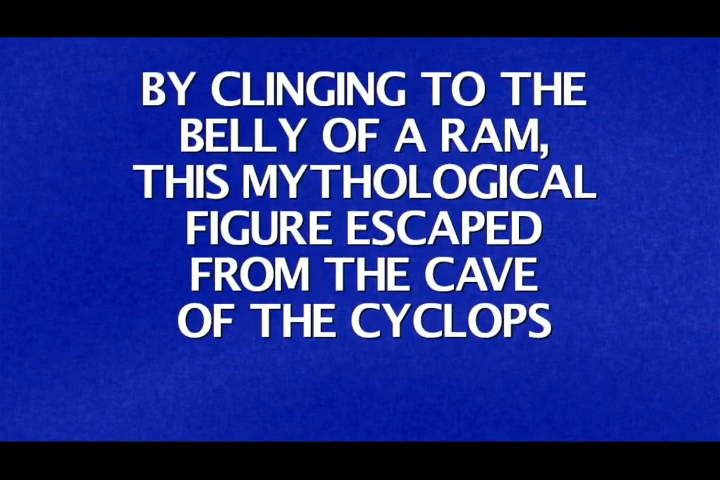 BY CLINGING TO THE
BELLY OF A RAM,
THIS MYTHOLOGICAL
FIGURE ESCAPED
FROM THE CAVE
OF THE CYCLOPS